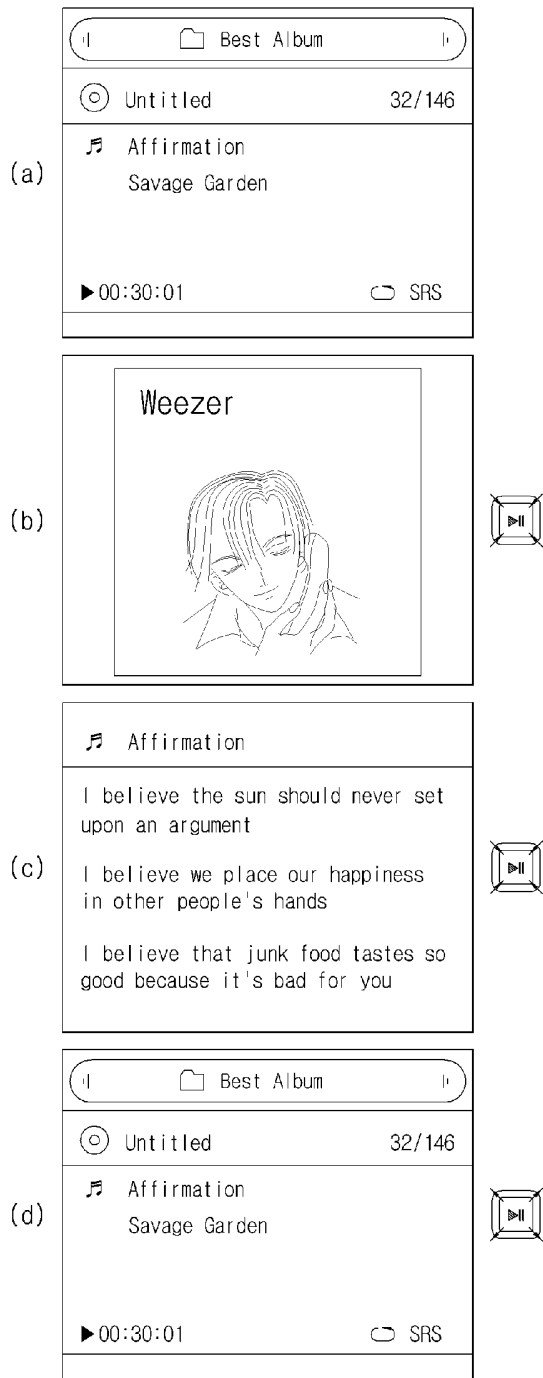 (a)
Best Album
Untitled 32/146
Affirmation
Savage Garden
00:30:01 SRS
(b)
Weezer
(c)
Affirmation
I believe the sun should never set
upon an argument
I believe we place our happiness
in other people's hands
I believe that junk food tastes so
good because it's bad for you
(d)
Best Album
Untitled 32/146
Affirmation
Savage Garden
00:30:01 SRS